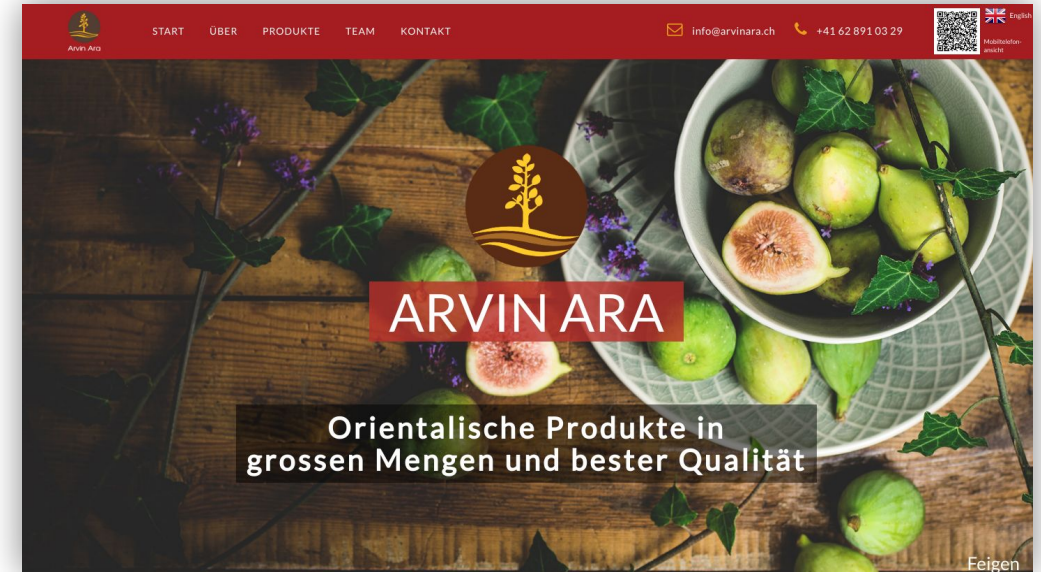 Arvin Ara
START ÜBER PRODUKTE TEAM KONTAKT
info@arvinara.ch +41 62 891 03 29
English
Mobiltelefon-
ansicht
ARVIN ARA
Orientalische Produkte in
grossen Mengen und bester Qualität
Feigen